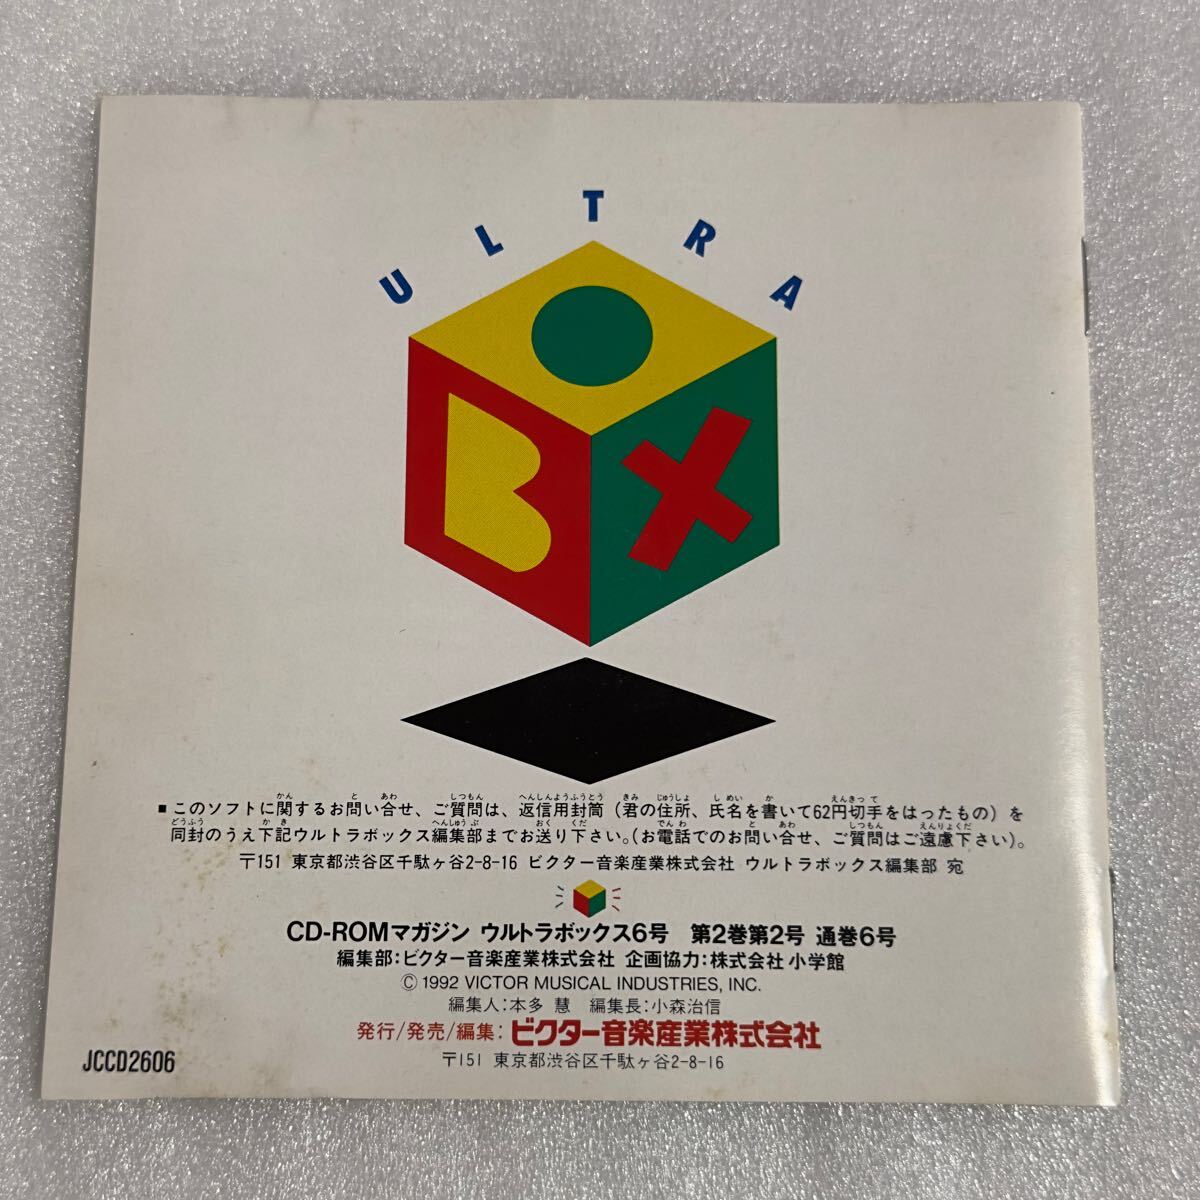 ULTRA
BOX
■このソフトに関するお問い合せ、ご質問は、返信用封筒（君の住所、氏名を書いて62円切手をはったもの）を
同封のうえ下記ウルトラボックス編集部までお送り下さい。（お電話でのお問い合せ、ご質問はご遠慮下さい）。
〒151 東京都渋谷区千駄ヶ谷2-8-16 ビクター音楽産業株式会社 ウルトラボックス編集部 宛
CD-ROMマガジン ウルトラボックス6号 第2巻第2号 通巻6号
編集部：ビクター音楽産業株式会社 企画協力：株式会社 小学館
© 1992 VICTOR MUSICAL INDUSTRIES, INC.
編集人：本多 慧 編集長：小森治信
発行/発売/編集：ビクター音楽産業株式会社
〒151 東京都渋谷区千駄ヶ谷2-8-16
JCCD2606